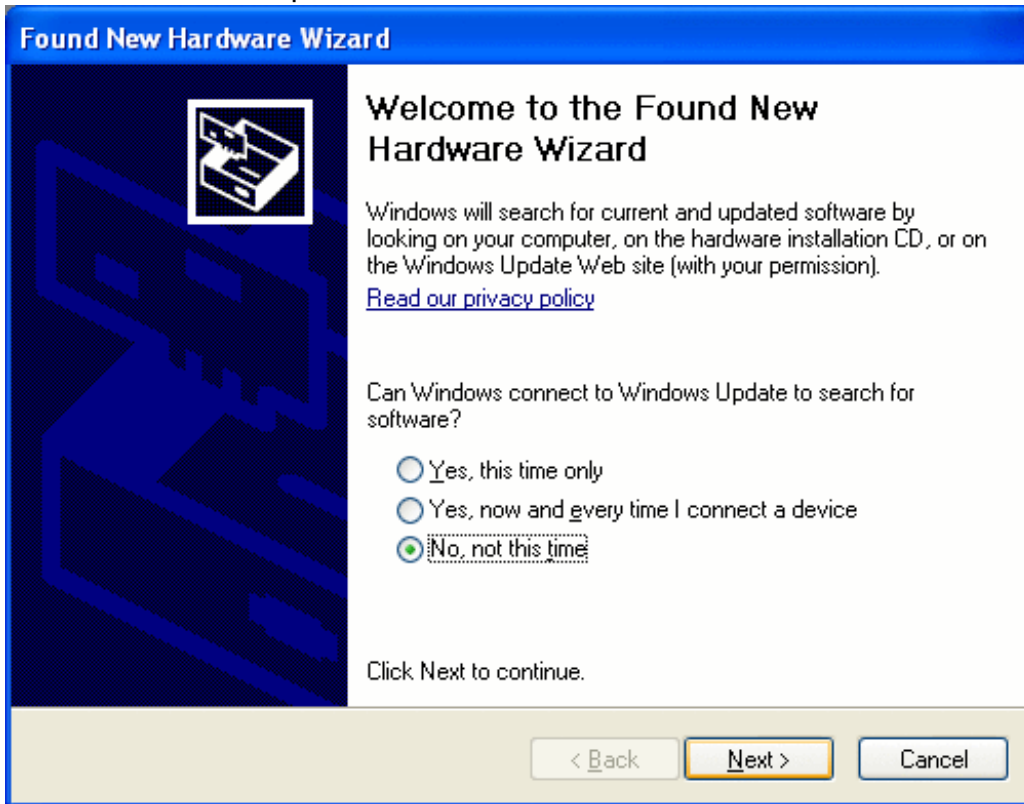 Found New Hardware Wizard
Welcome to the Found New
Hardware Wizard
Windows will search for current and updated software by
looking on your computer, on the hardware installation CD, or on
the Windows Update Web site (with your permission).
Read our privacy policy
Can Windows connect to Windows Update to search for
software?
Yes, this time only
Yes, now and every time I connect a device
No, not this time
Click Next to continue.
< Back Next > Cancel